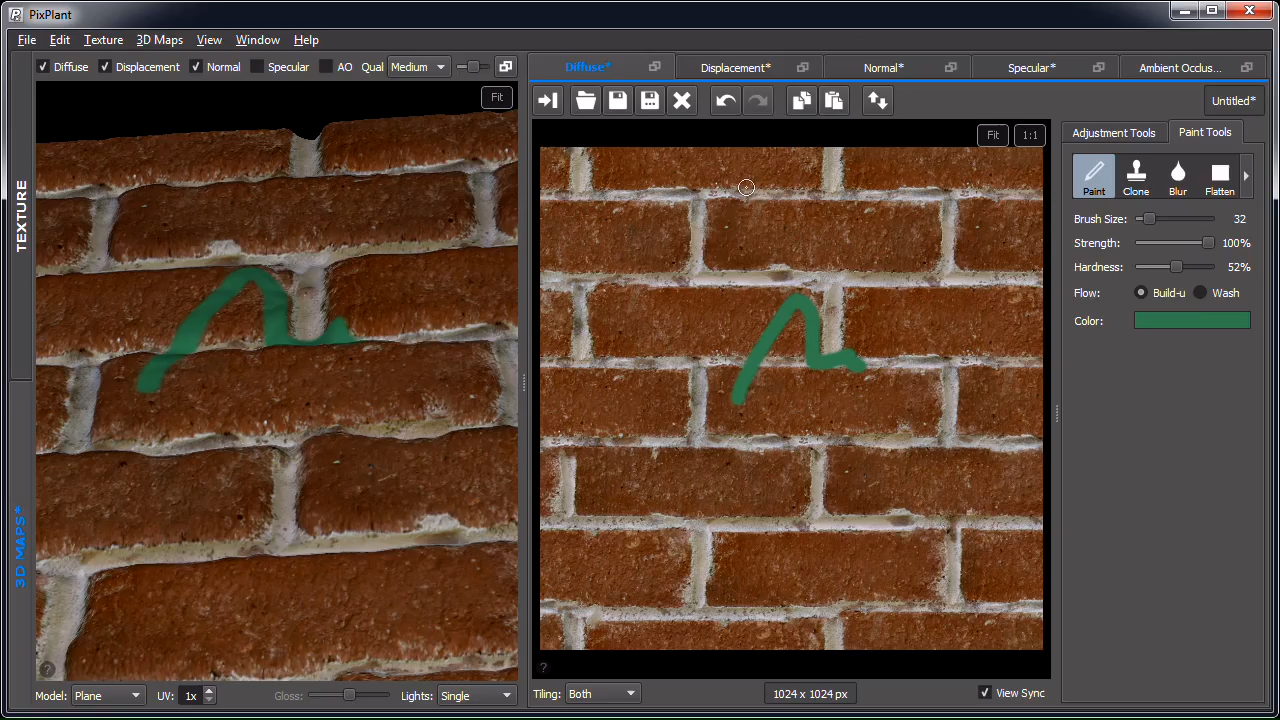 PixPlant
File Edit Texture 3D Maps View Window Help
Diffuse Displacement Normal Specular AO Qual Medium
Diffuse* Displacement* Normal* Specular* Ambient Occlus...
Fit
Untitled*
Fit 1:1
Adjustment Tools Paint Tools
Paint Clone Blur Flatten
Brush Size: 32
Strength: 100%
Hardness: 52%
Flow: Build-u Wash
Color:
TEXTURE
3D MAPS*
?
?
Model: Plane UV: 1x Gloss: Lights: Single
Tiling: Both 1024 x 1024 px View Sync